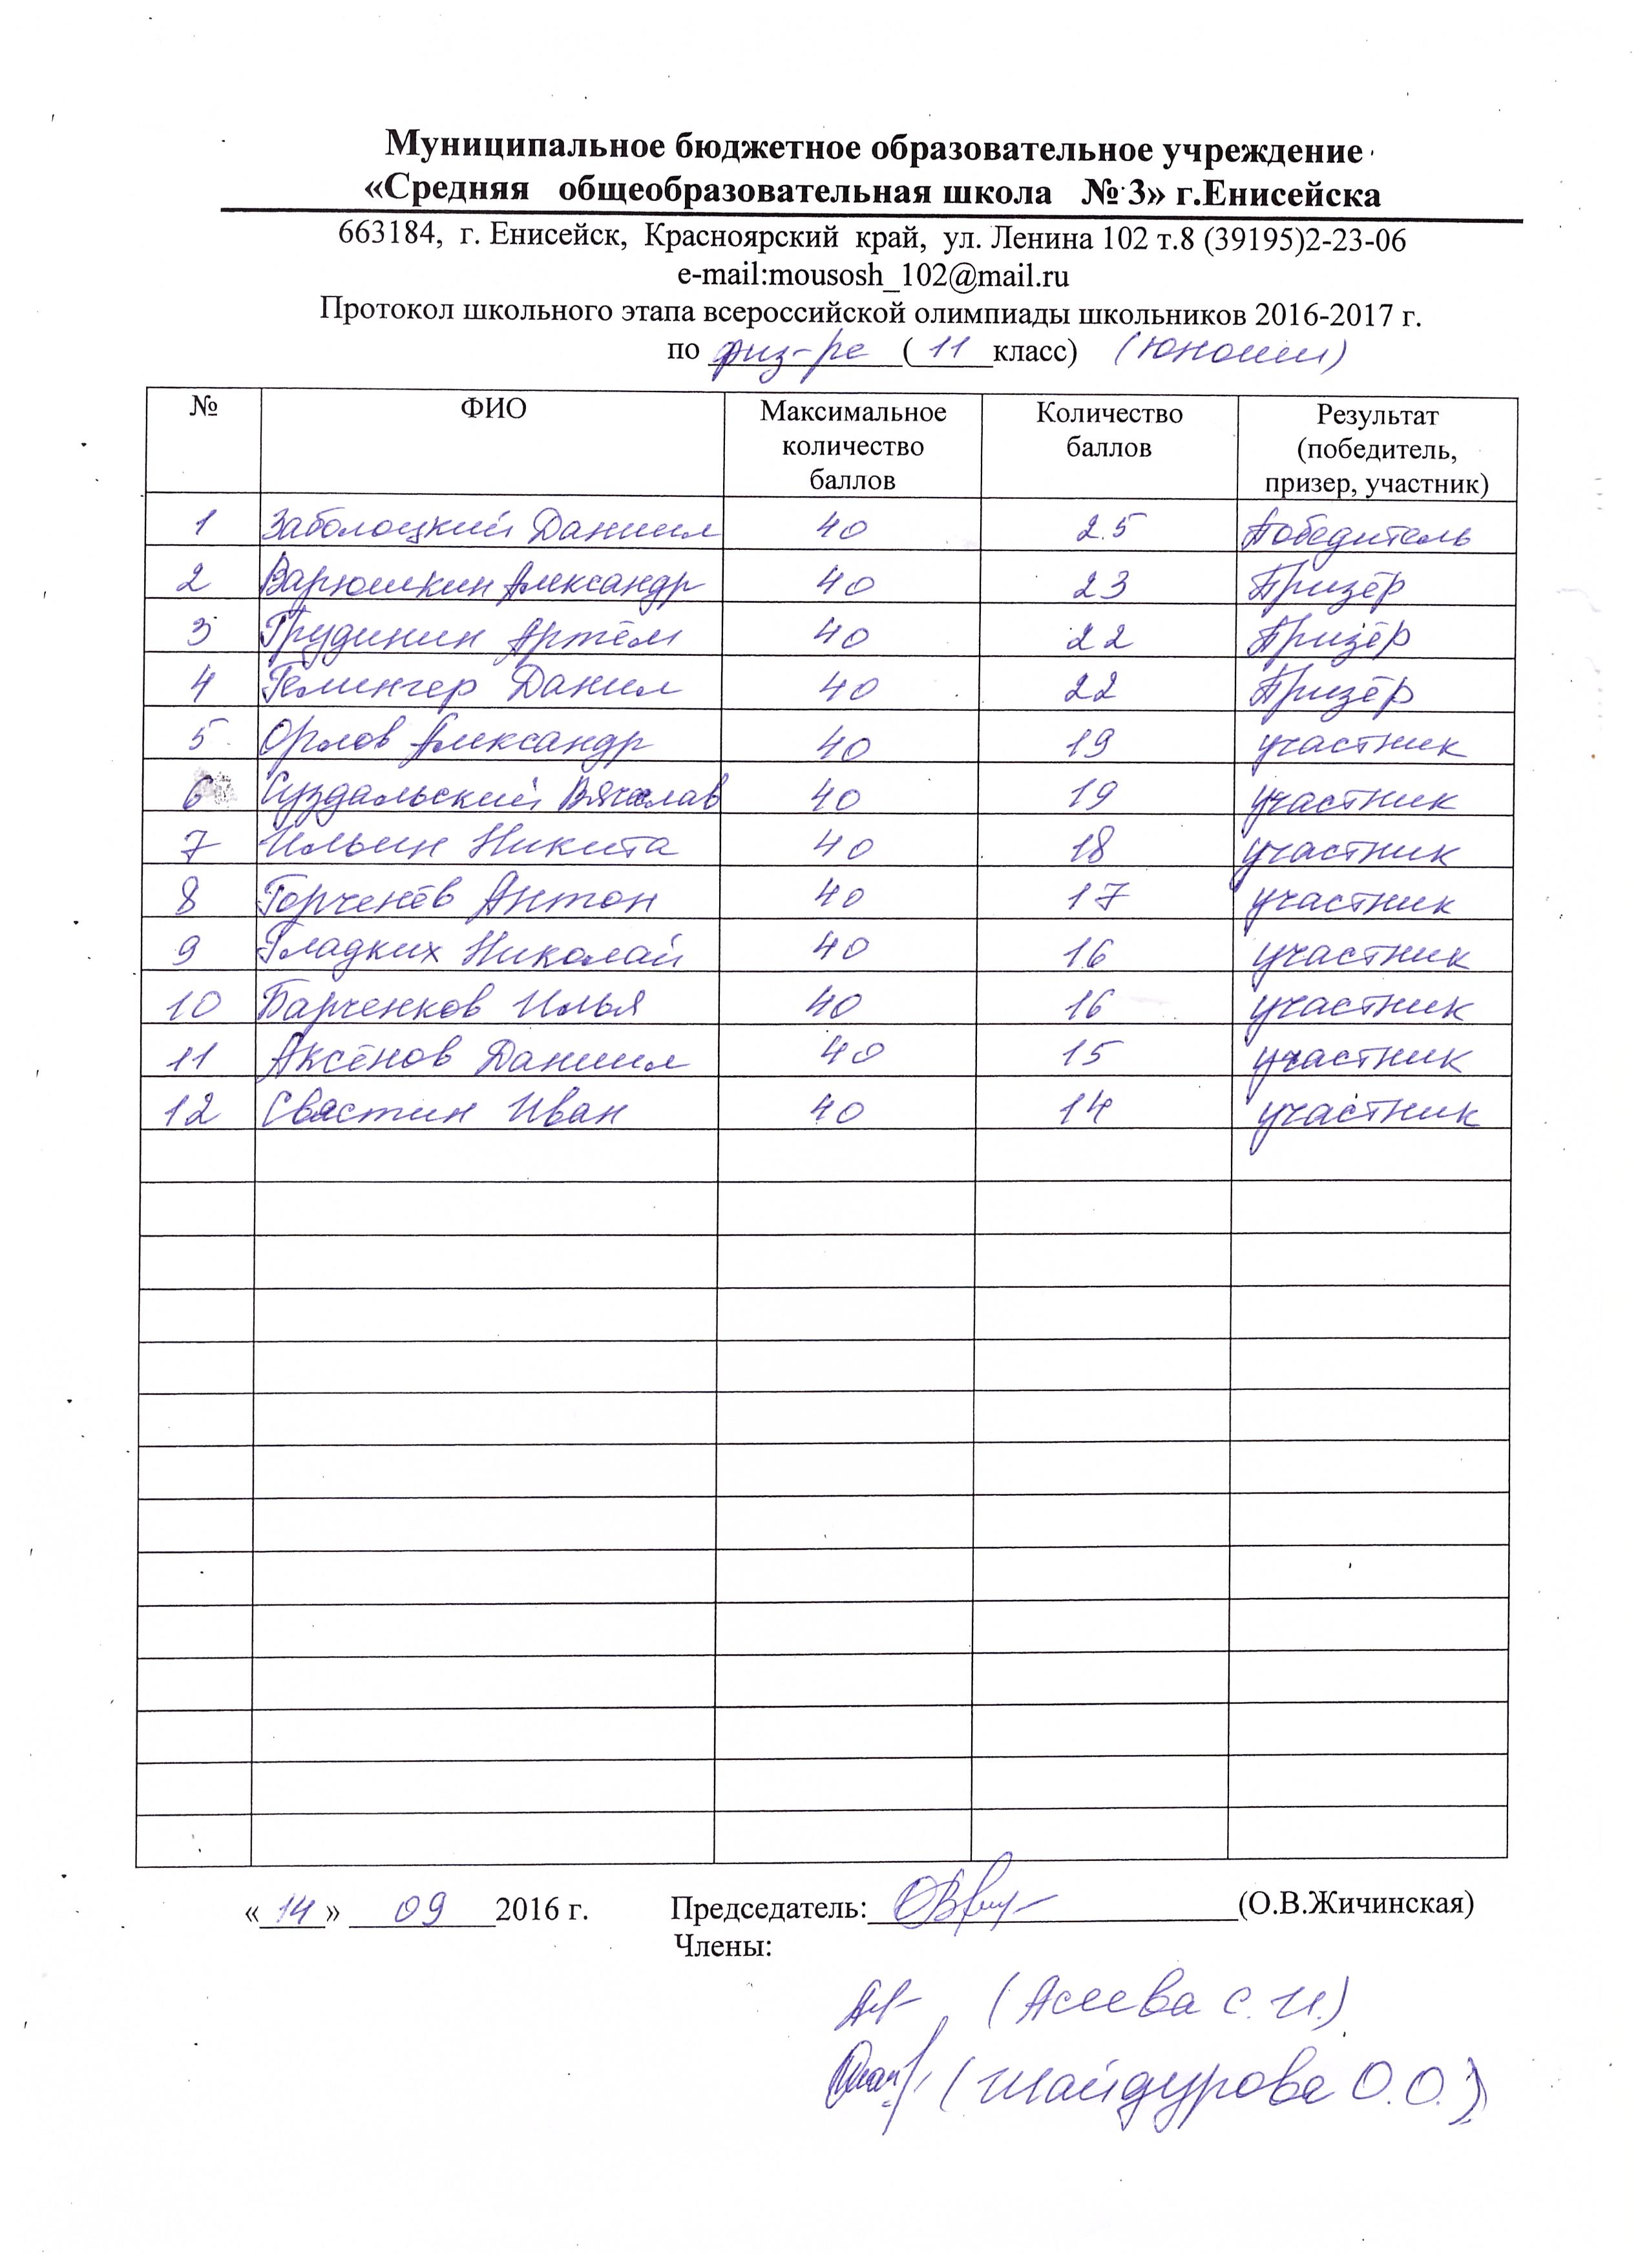 Муниципальное бюджетное образовательное учреждение
«Средняя общеобразовательная школа № 3» г.Енисейска
663184, г. Енисейск, Красноярский край, ул. Ленина 102 т.8 (39195)2-23-06
e-mail:mousosh_102@mail.ru
Протокол школьного этапа всероссийской олимпиады школьников 2016-2017 г.
по физ-ре (11 класс) (юноши)
№ ФИО Максимальное количество баллов Количество баллов Результат (победитель, призер, участник)
1 Заболоцкий Даниил 40 25 Победитель
2 Варюшкин Александр 40 23 Призёр
3 Грудинин Артём 40 22 Призёр
4 Гелингер Данил 40 22 Призёр
5 Орлов Александр 40 19 участник
6 Суздальский Вячеслав 40 19 участник
7 Ильин Никита 40 18 участник
8 Горченёв Антон 40 17 участник
9 Гладких Николай 40 16 участник
10 Барченков Илья 40 16 участник
11 Аксёнов Даниил 40 15 участник
12 Свастин Иван 40 14 участник
«14» 09 2016 г. Председатель: (О.В.Жичинская)
Члены:
(Асеева С.И.)
(Шайдурова О.О.)